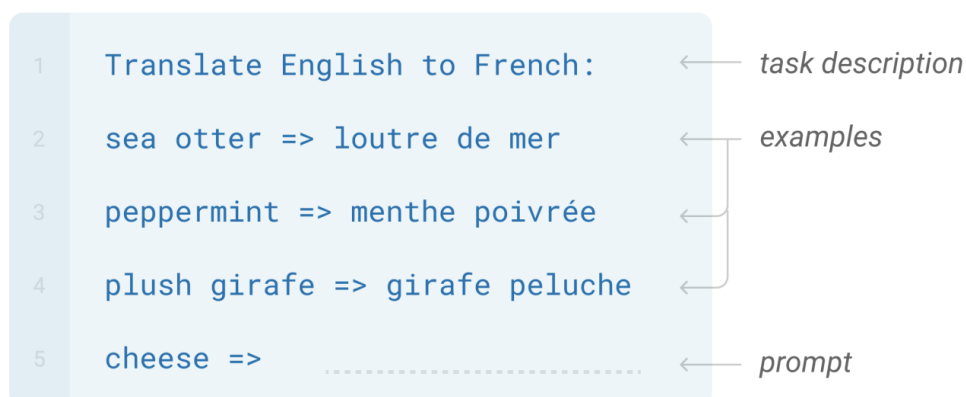 1 Translate English to French: task description
2 sea otter => loutre de mer examples
3 peppermint => menthe poivrée
4 plush girafe => girafe peluche
5 cheese => prompt